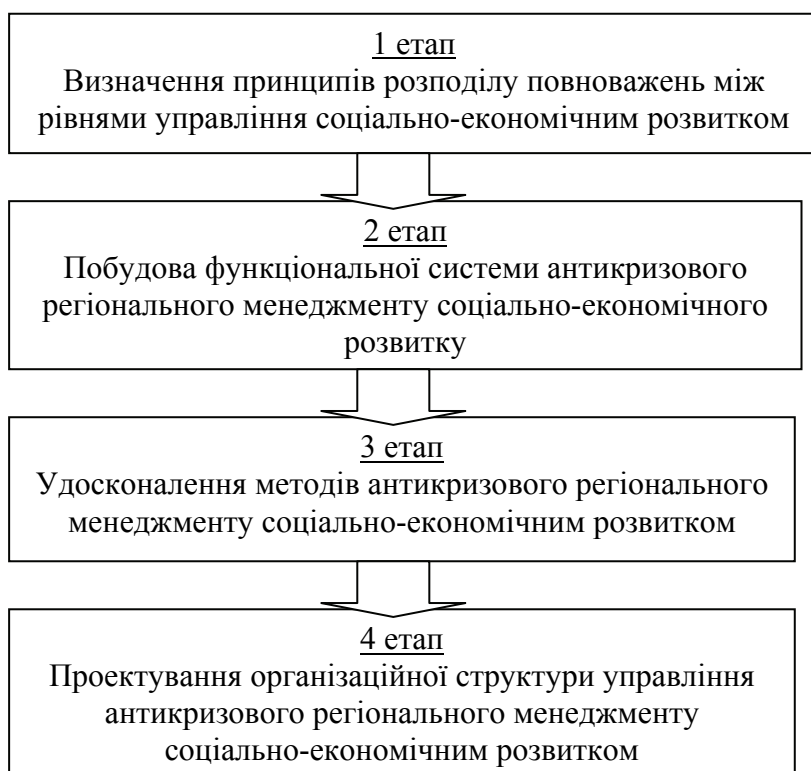 1 етап
Визначення принципів розподілу повноважень між
рівнями управління соціально-економічним розвитком
2 етап
Побудова функціональної системи антикризового
регіонального менеджменту соціально-економічного
розвитку
3 етап
Удосконалення методів антикризового регіонального
менеджменту соціально-економічним розвитком
4 етап
Проектування організаційної структури управління
антикризового регіонального менеджменту
соціально-економічним розвитком